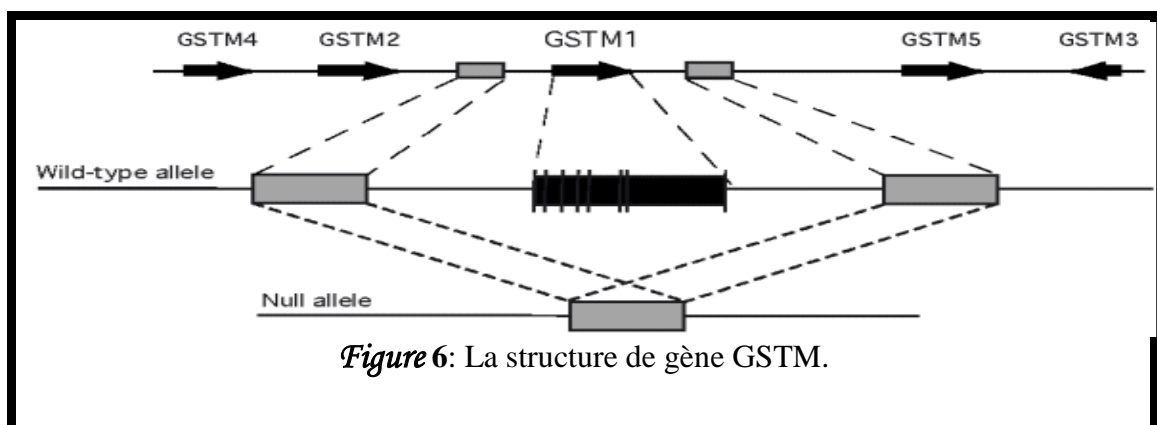 GSTM4 GSTM2 GSTM1 GSTM5 GSTM3
Wild-type allele
Null allele
Figure 6: La structure de gène GSTM.